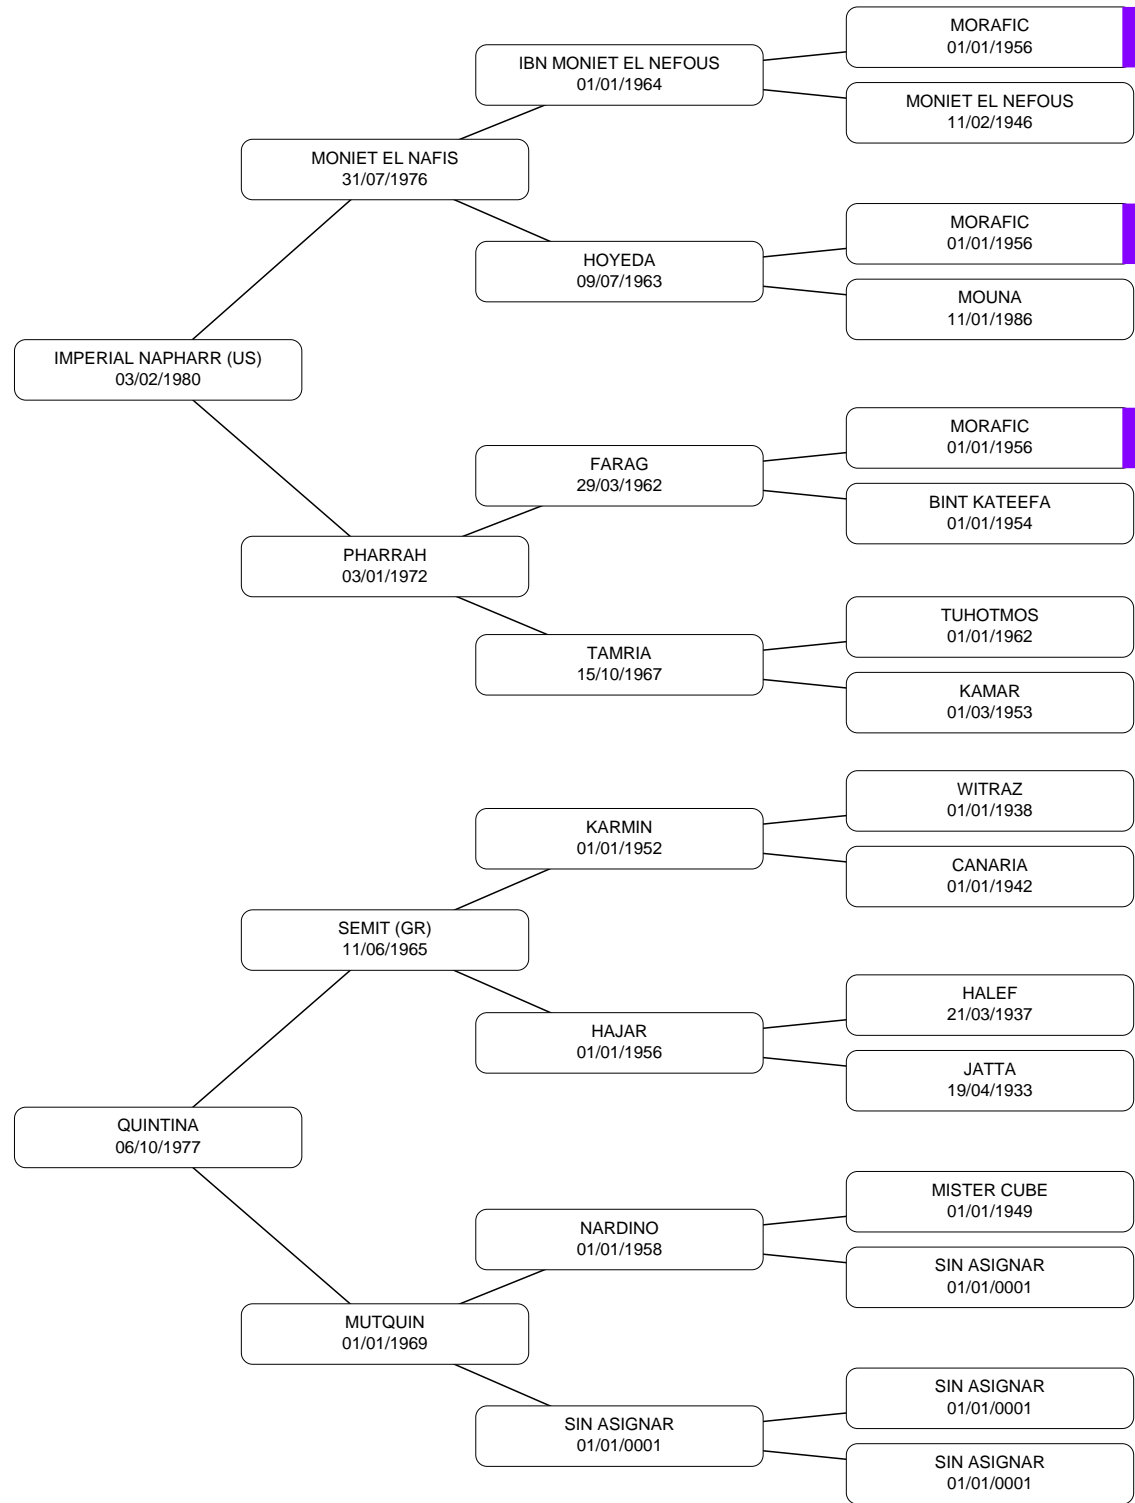 MORAFIC
01/01/1956
IBN MONIET EL NEFOUS
01/01/1964
MONIET EL NEFOUS
11/02/1946
MONIET EL NAFIS
31/07/1976
MORAFIC
01/01/1956
HOYEDA
09/07/1963
MOUNA
11/01/1986
IMPERIAL NAPHARR (US)
03/02/1980
MORAFIC
01/01/1956
FARAG
29/03/1962
BINT KATEEFA
01/01/1954
PHARRAH
03/01/1972
TUHOTMOS
01/01/1962
TAMRIA
15/10/1967
KAMAR
01/03/1953
WITRAZ
01/01/1938
KARMIN
01/01/1952
CANARIA
01/01/1942
SEMIT (GR)
11/06/1965
HALEF
21/03/1937
HAJAR
01/01/1956
JATTA
19/04/1933
QUINTINA
06/10/1977
MISTER CUBE
01/01/1949
NARDINO
01/01/1958
SIN ASIGNAR
01/01/0001
MUTQUIN
01/01/1969
SIN ASIGNAR
01/01/0001
SIN ASIGNAR
01/01/0001
SIN ASIGNAR
01/01/0001